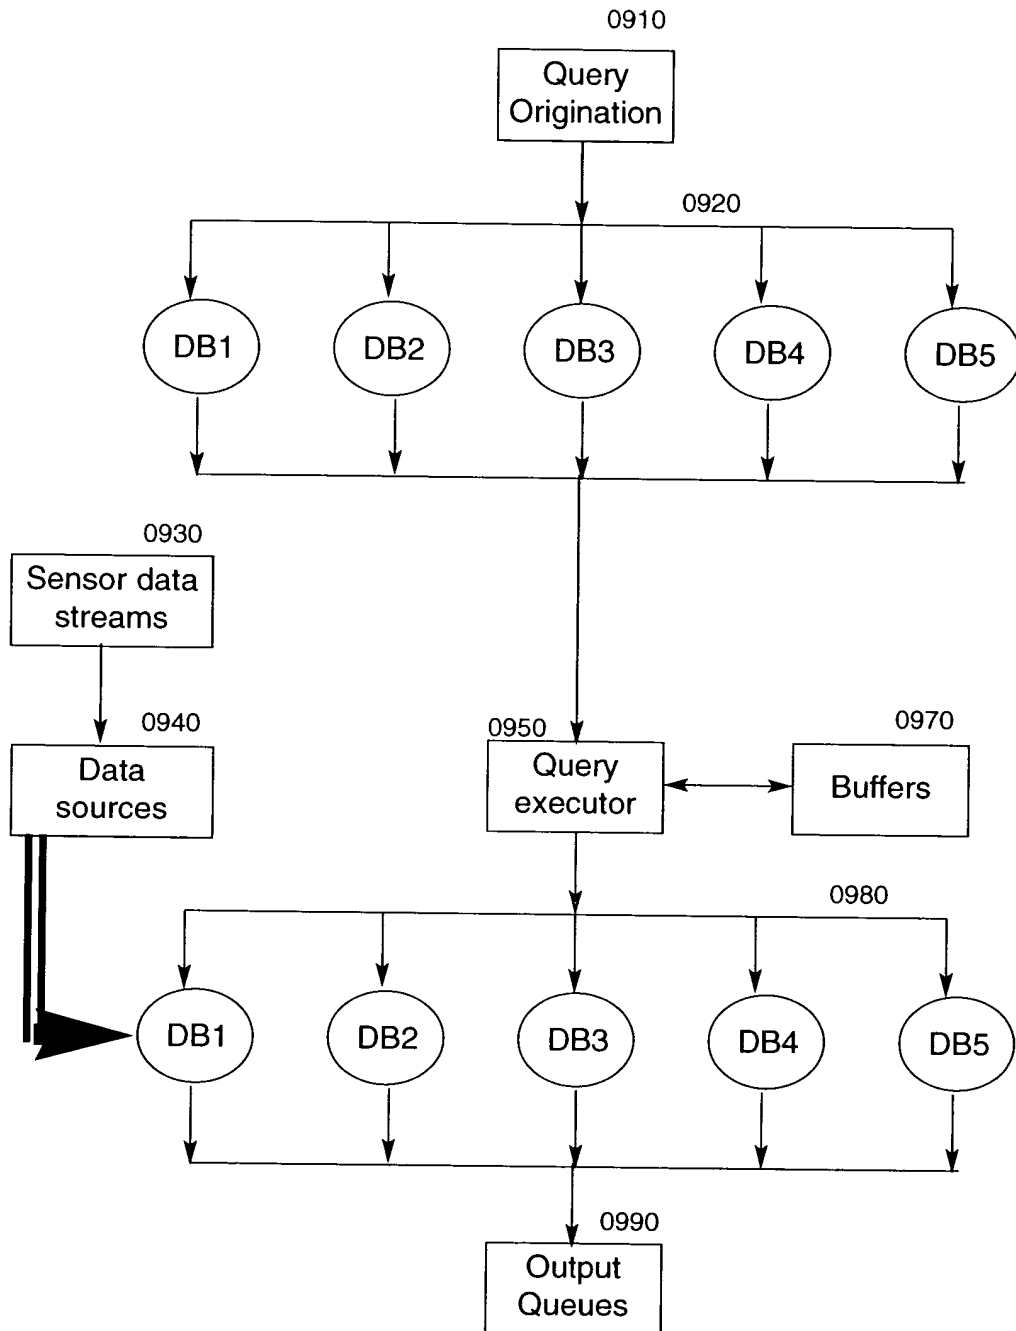 0910
Query
Origination
0920
DB1 DB2 DB3 DB4 DB5
0930
Sensor data
streams
0940
Data
sources
0950
Query
executor
0970
Buffers
0980
DB1 DB2 DB3 DB4 DB5
0990
Output
Queues